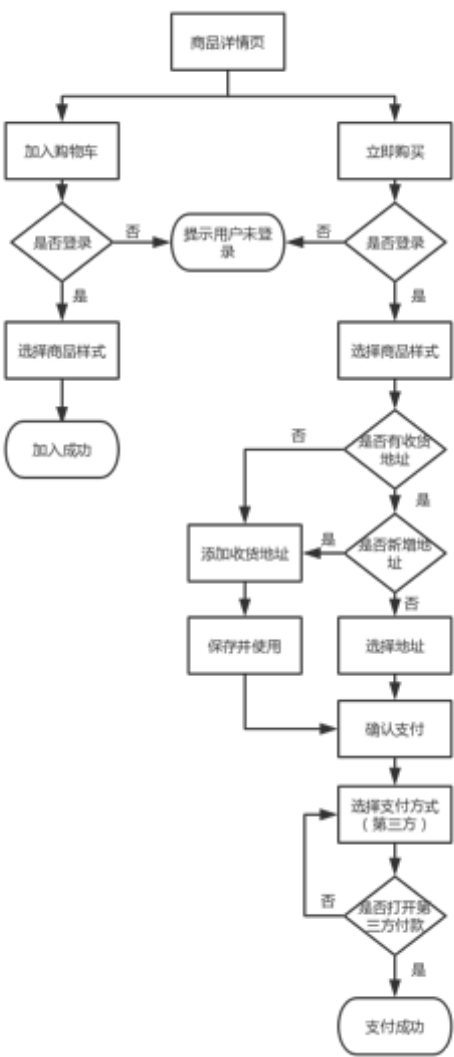 商品详情页
加入购物车
立即购买
是否登录
否
提示用户未登
录
否
是否登录
是
是
选择商品样式
选择商品样式
加入成功
否
是否有收货
地址
是
添加收货地址
是
是否新增地
址
否
保存并使用
选择地址
确认支付
选择支付方式
（第三方）
否
是否打开第
三方付款
是
支付成功